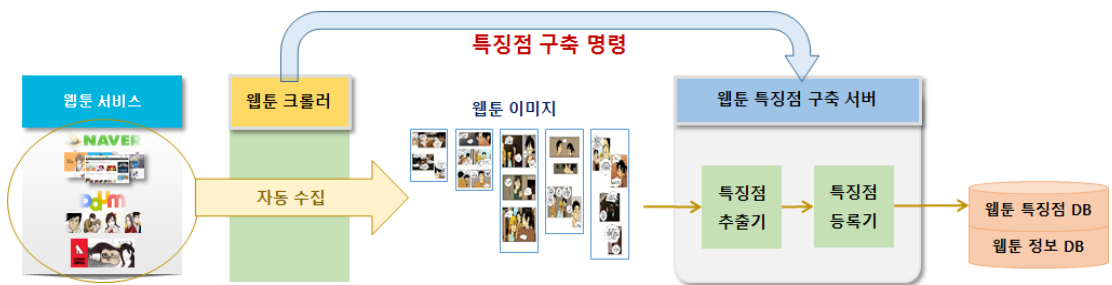 특징점 구축 명령
웹툰 서비스
웹툰 크롤러
웹툰 이미지
웹툰 특징점 구축 서버
NAVER
Daum
자동 수집
특징점
추출기
특징점
등록기
웹툰 특징점 DB
웹툰 정보 DB